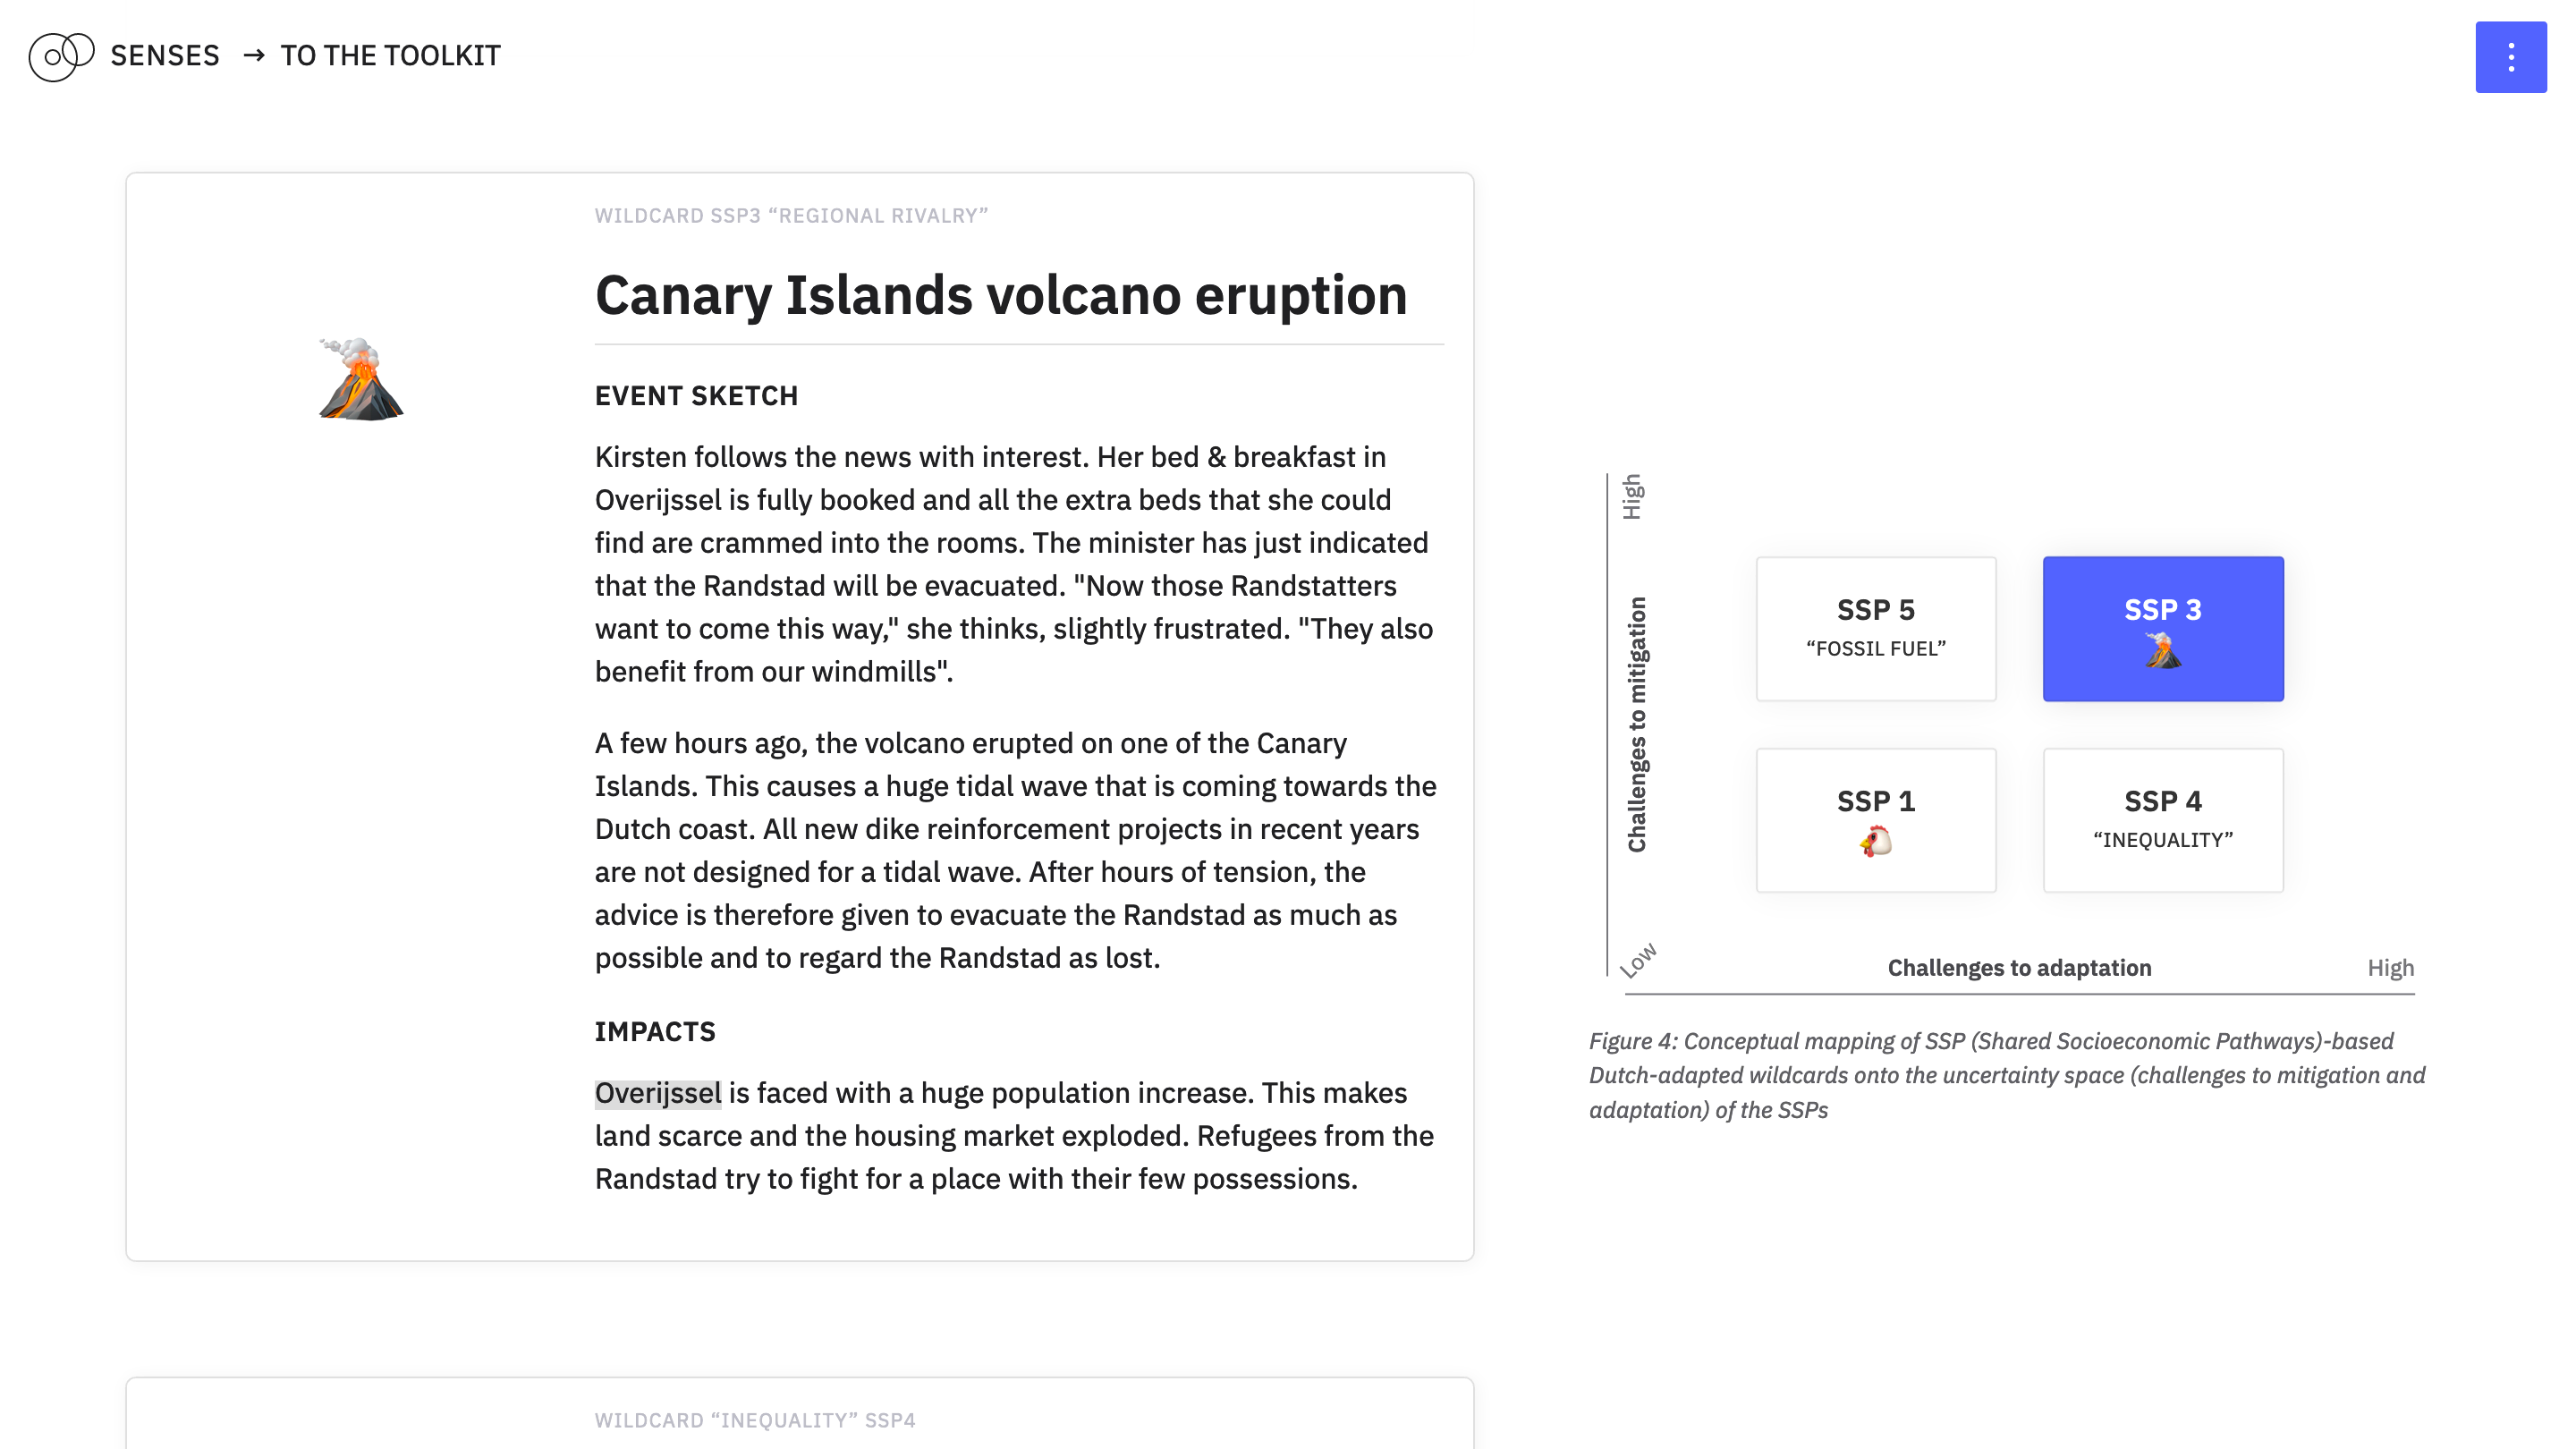 SENSES → TO THE TOOLKIT
WILDCARD SSP3 “REGIONAL RIVALRY”
Canary Islands volcano eruption
EVENT SKETCH
Kirsten follows the news with interest. Her bed & breakfast in
Overijssel is fully booked and all the extra beds that she could
find are crammed into the rooms. The minister has just indicated
that the Randstad will be evacuated. "Now those Randstatters
want to come this way," she thinks, slightly frustrated. "They also
benefit from our windmills".
A few hours ago, the volcano erupted on one of the Canary
Islands. This causes a huge tidal wave that is coming towards the
Dutch coast. All new dike reinforcement projects in recent years
are not designed for a tidal wave. After hours of tension, the
advice is therefore given to evacuate the Randstad as much as
possible and to regard the Randstad as lost.
IMPACTS
Overijssel is faced with a huge population increase. This makes
land scarce and the housing market exploded. Refugees from the
Randstad try to fight for a place with their few possessions.
WILDCARD “INEQUALITY” SSP4
High
Challenges to mitigation
Low
SSP 5
“FOSSIL FUEL”
SSP 3
SSP 1
SSP 4
“INEQUALITY”
Challenges to adaptation
High
Figure 4: Conceptual mapping of SSP (Shared Socioeconomic Pathways)-based
Dutch-adapted wildcards onto the uncertainty space (challenges to mitigation and
adaptation) of the SSPs